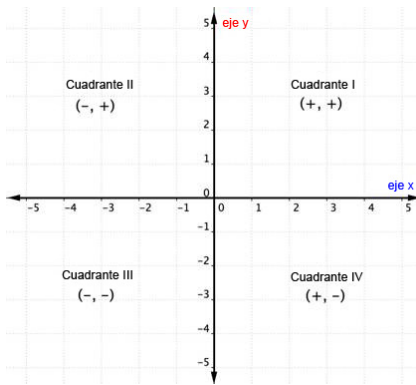 5
eje y
4
Cuadrante II
Cuadrante I
3
(-, +)
(+, +)
2
1
eje x
0
-5 -4 -3 -2 -1 0 1 2 3 4 5
-1
-2
Cuadrante III
Cuadrante IV
(-, -)
(+, -)
-3
-4
-5